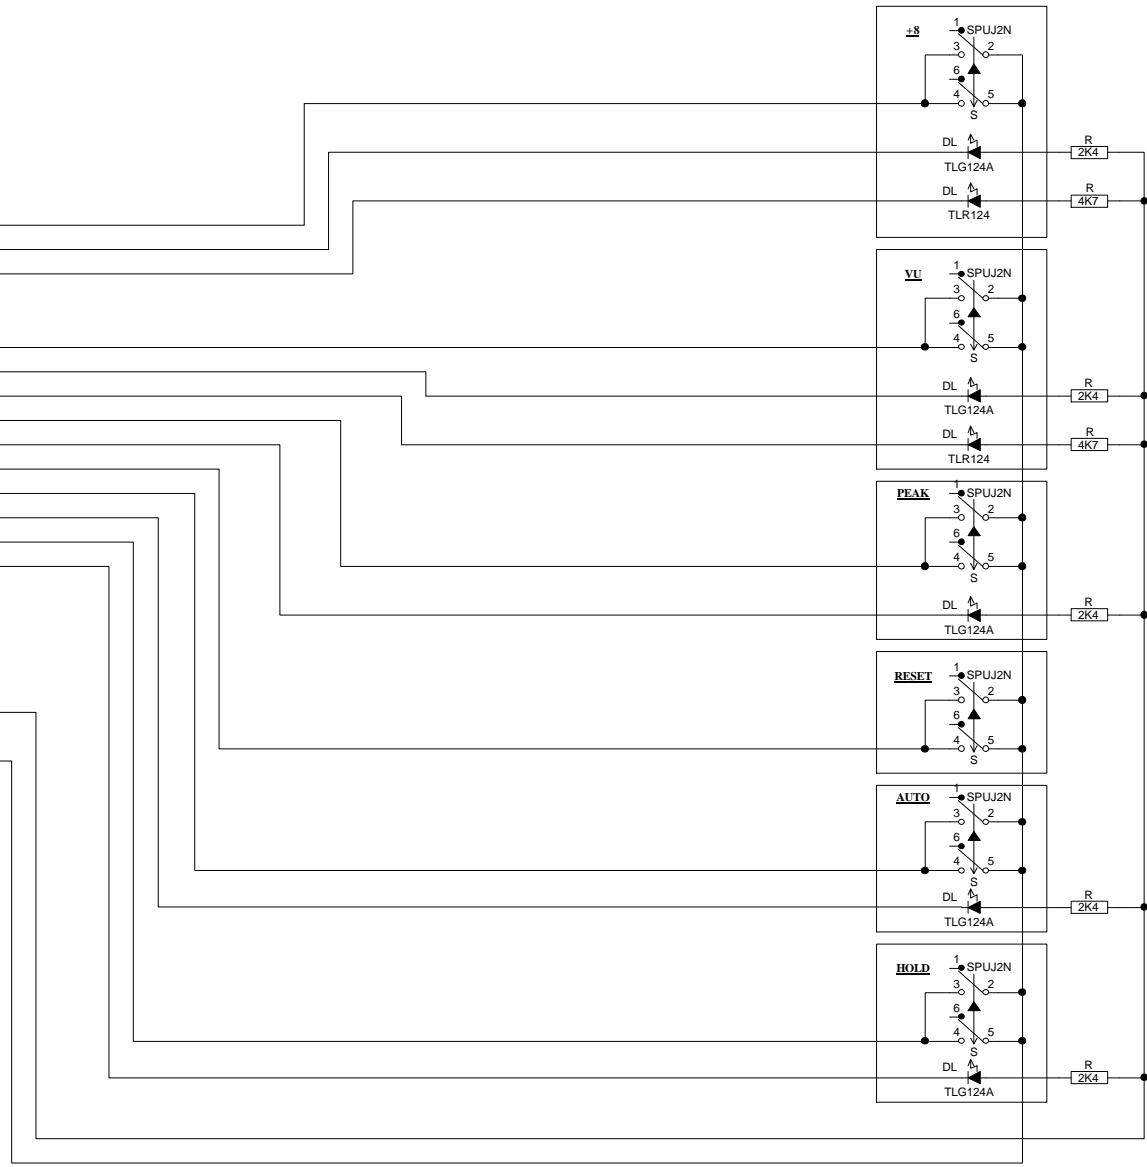 1 SPUJ2N
+8
3 2
6
4 5
S
DL R
2K4
TLG124A
DL R
4K7
TLR124
1 SPUJ2N
VU
3 2
6
4 5
S
DL R
2K4
TLG124A
DL R
4K7
TLR124
1 SPUJ2N
PEAK
3 2
6
4 5
S
DL R
2K4
TLG124A
1 SPUJ2N
RESET
3 2
6
4 5
S
1 SPUJ2N
AUTO
3 2
6
4 5
S
DL R
2K4
TLG124A
1 SPUJ2N
HOLD
3 2
6
4 5
S
DL R
2K4
TLG124A